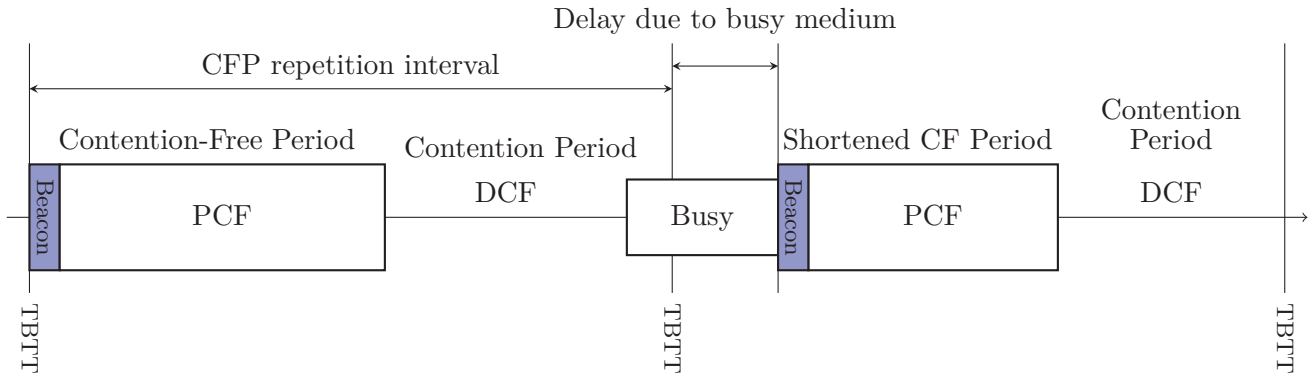 Delay due to busy medium
CFP repetition interval
Contention-Free Period
Contention Period
Shortened CF Period
Contention
Period
Beacon
PCF
DCF
Busy
Beacon
PCF
DCF
TBTT
TBTT
TBTT